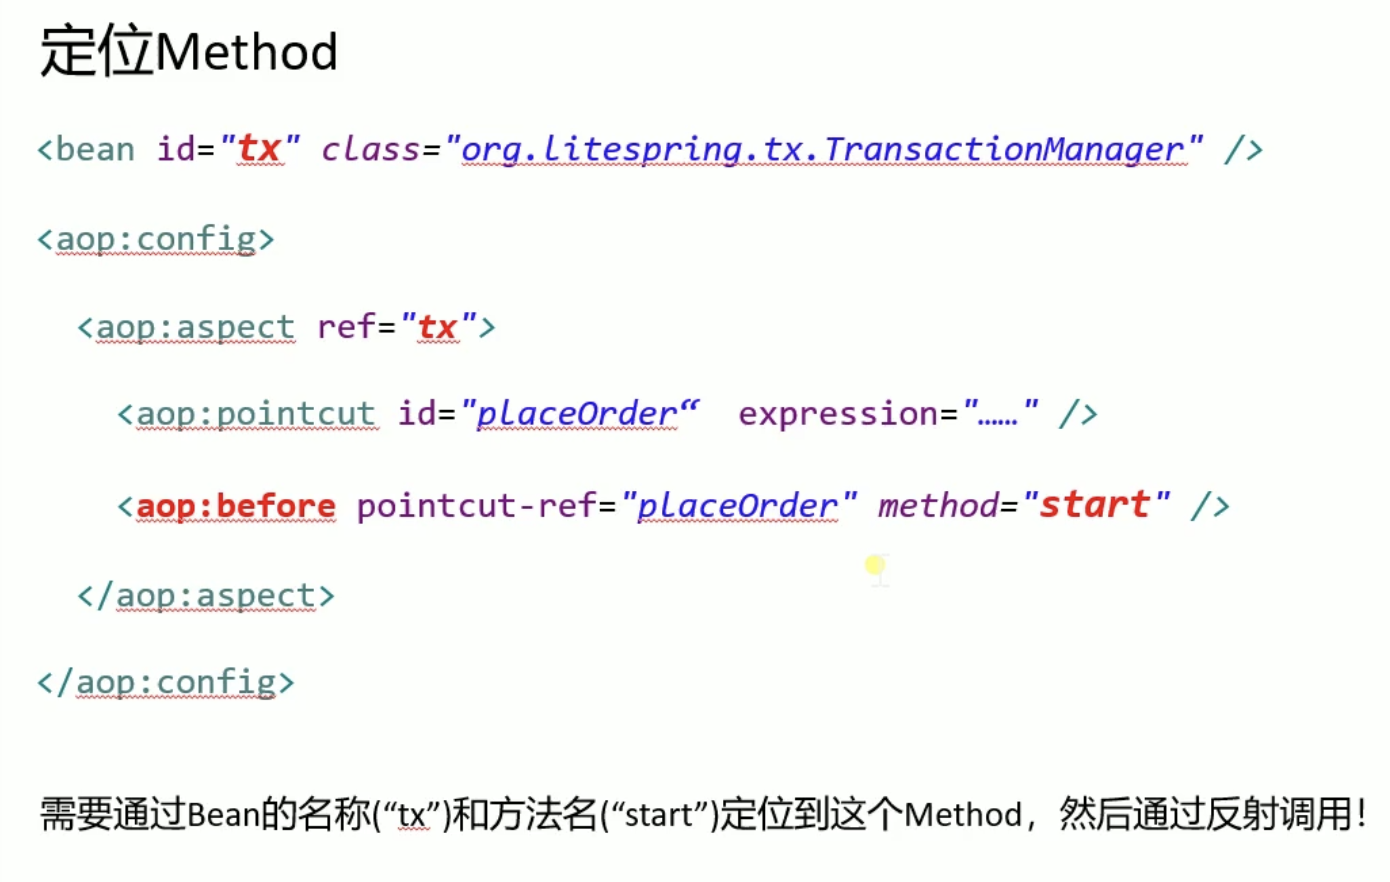 定位Method
<bean id="tx" class="org.litespring.tx.TransactionManager" />
<aop:config>
<aop:aspect ref="tx">
<aop:pointcut id="placeOrder“ expression="……" />
<aop:before pointcut-ref="placeOrder" method="start" />
</aop:aspect>
</aop:config>
需要通过Bean的名称(“tx”)和方法名(“start”)定位到这个Method，然后通过反射调用！